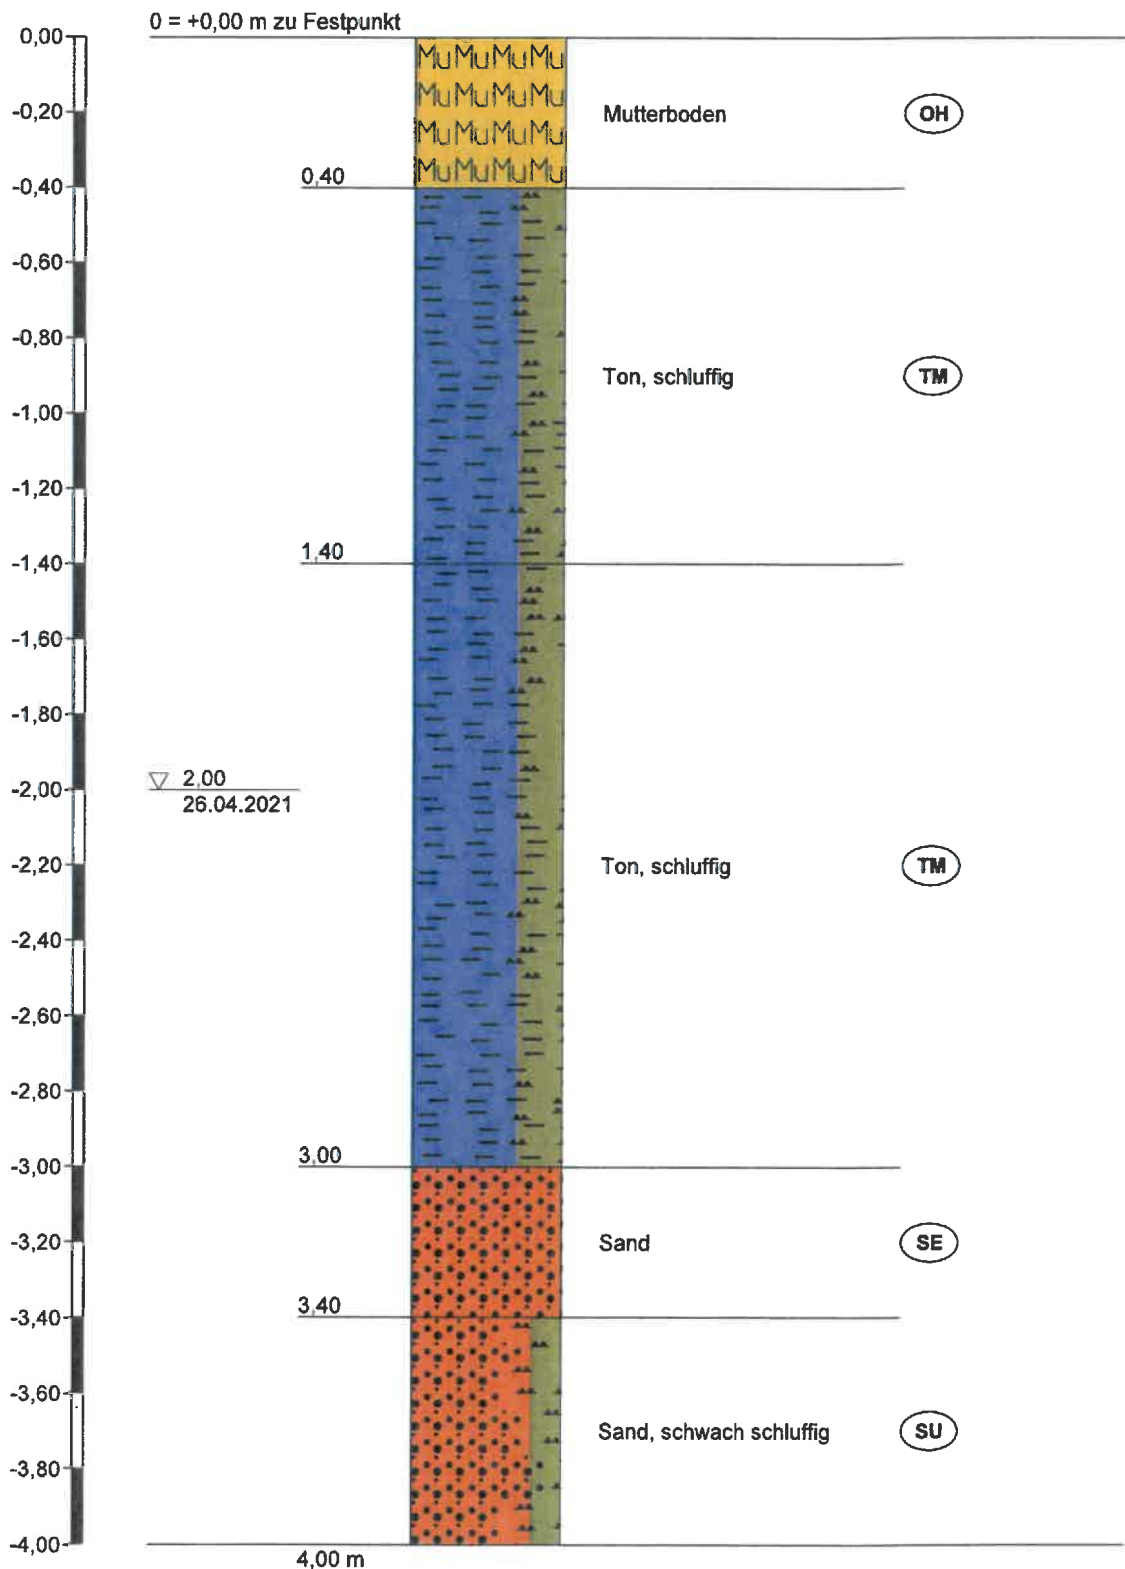 0 = +0,00 m zu Festpunkt
0,00
MuMuMuMu
Mutterboden
OH
MuMuMuMu
-0,20
MuMuMuMu
MuMuMuMu
0,40
-0,40
-0,60
-0,80
Ton, schluffig
TM
-1,00
-1,20
1,40
-1,40
-1,60
-1,80
2,00
-2,00
26.04.2021
-2,20
Ton, schluffig
TM
-2,40
-2,60
-2,80
3,00
-3,00
-3,20
Sand
SE
3,40
-3,40
-3,60
Sand, schwach schluffig
SU
-3,80
-4,00
4,00 m